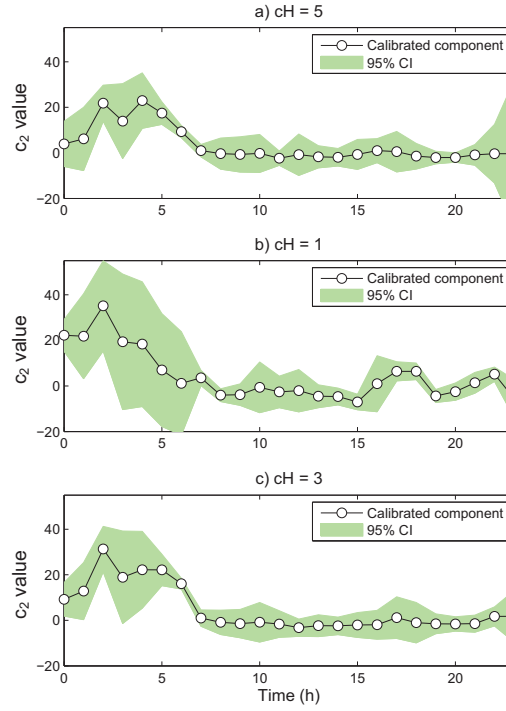 a) cH = 5
40
20
0
−20
c₂ value
Calibrated component
95% CI
0 5 10 15 20
b) cH = 1
40
20
0
−20
c₂ value
Calibrated component
95% CI
0 5 10 15 20
c) cH = 3
40
20
0
−20
c₂ value
Calibrated component
95% CI
0 5 10 15 20
Time (h)